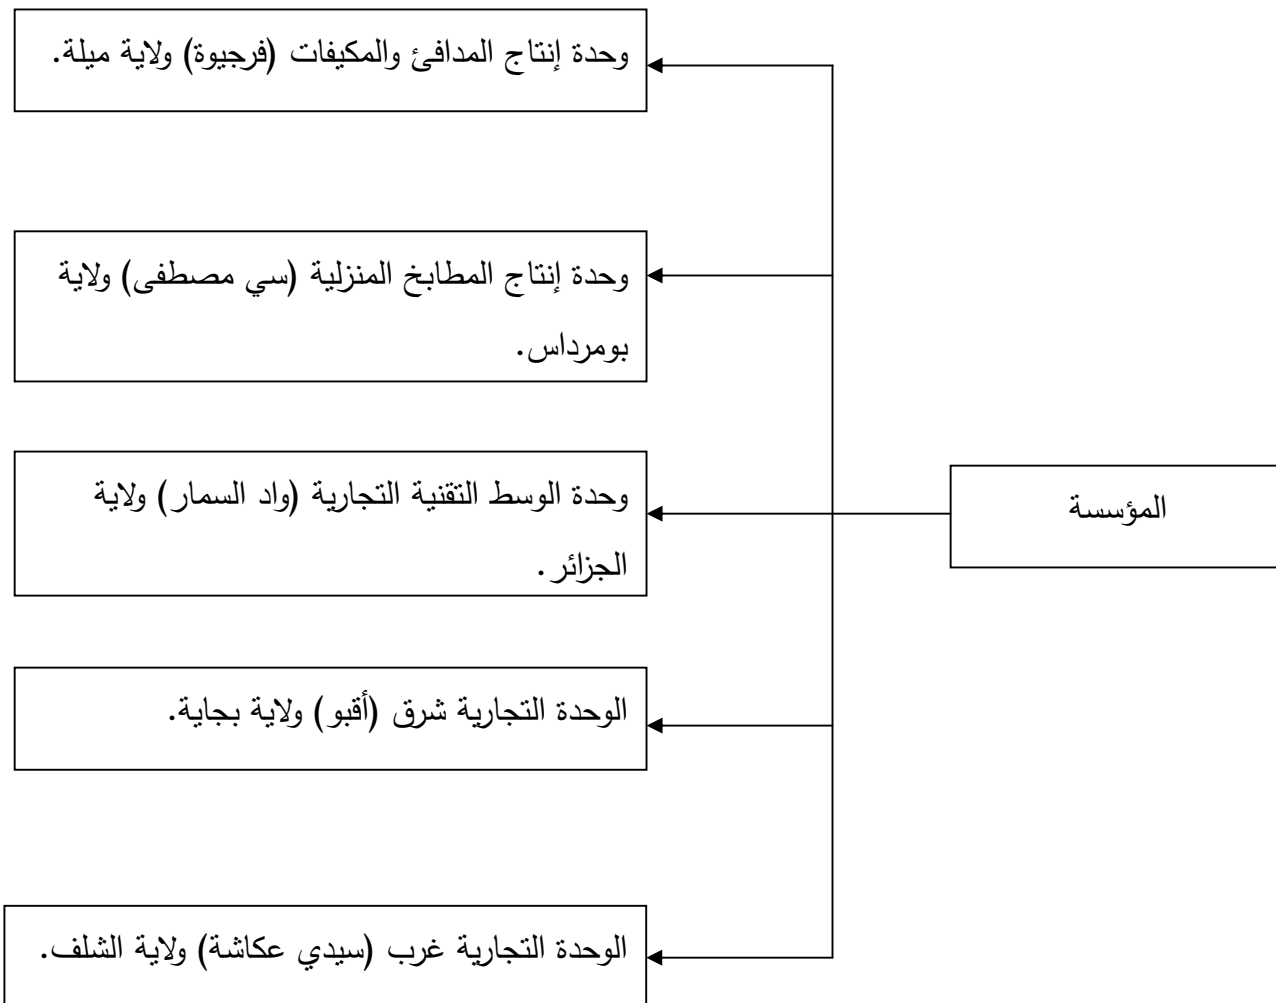 وحدة إنتاج المدافئ والمكيفات (فرجيوة) ولاية ميلة.
وحدة إنتاج المطابخ المنزلية (سي مصطفى) ولاية
بومرداس.
وحدة الوسط التقنية التجارية (واد السمار) ولاية
الجزائر.
المؤسسة
الوحدة التجارية شرق (أقبو) ولاية بجاية.
الوحدة التجارية غرب (سيدي عكاشة) ولاية الشلف.